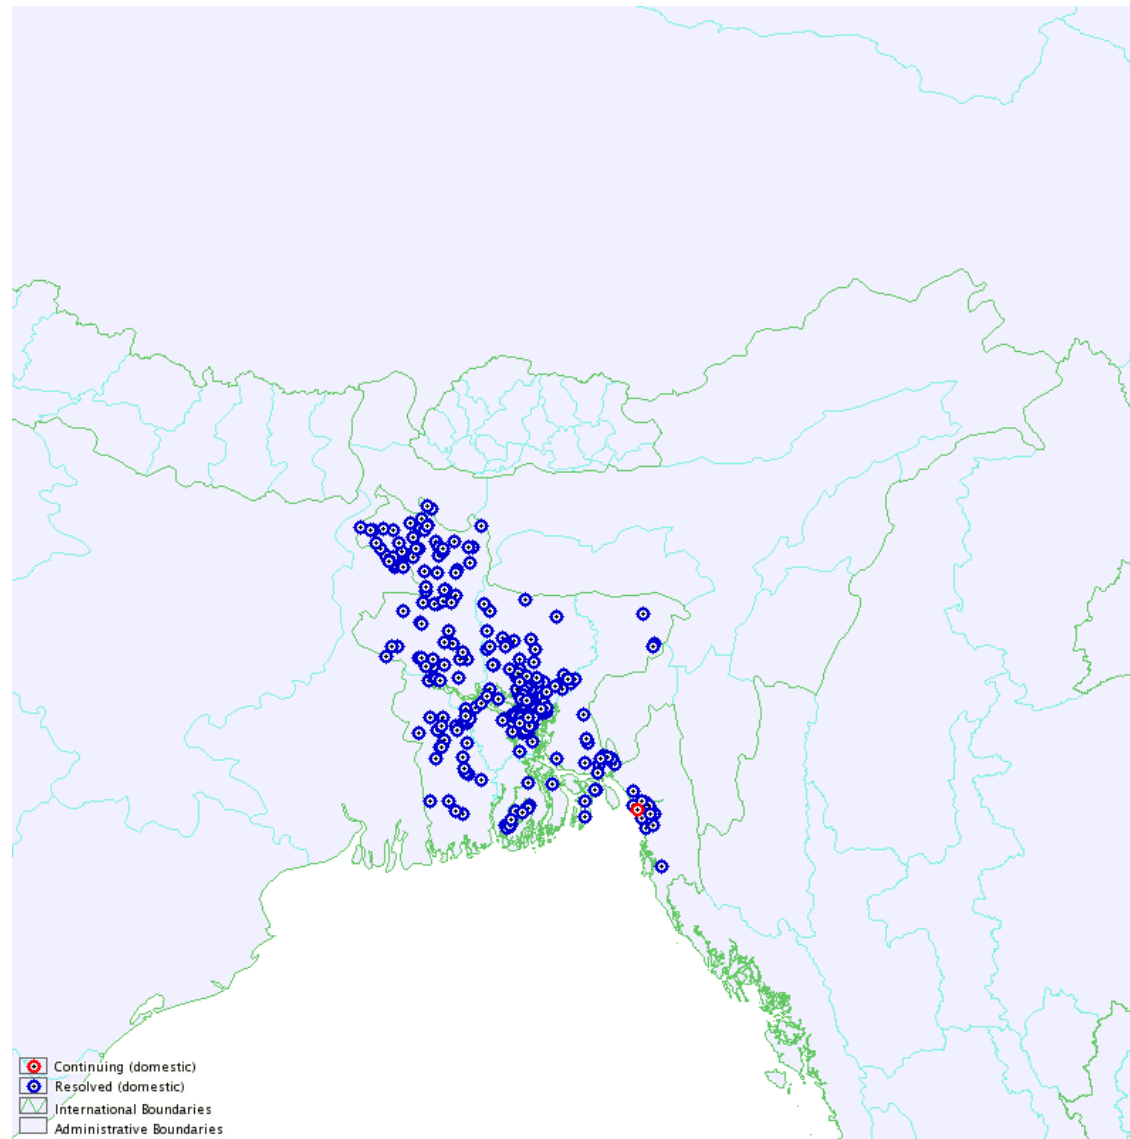 Continuing (domestic)
Resolved (domestic)
International Boundaries
Administrative Boundaries